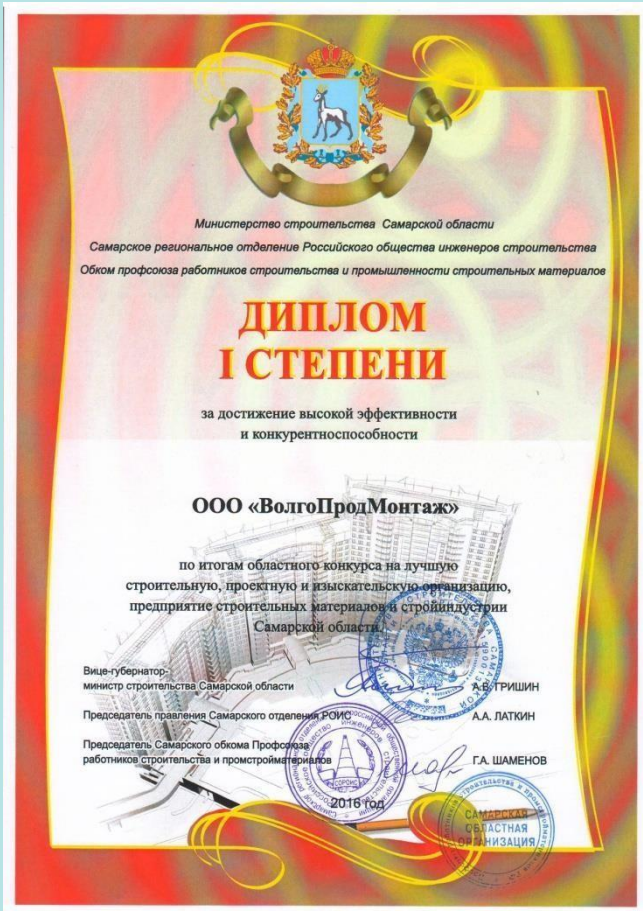 Министерство строительства Самарской области
Самарское региональное отделение Российского общества инженеров строительства
Обком профсоюза работников строительства и промышленности строительных материалов
ДИПЛОМ
I СТЕПЕНИ
за достижение высокой эффективности
и конкурентноспособности
ООО «ВолгоПродМонтаж»
по итогам областного конкурса на лучшую
строительную, проектную и изыскательскую организацию,
предприятие строительных материалов и стройиндустрии
Самарской области
Вице-губернатор-
министр строительства Самарской области
А.В. ГРИШИН
Председатель правления Самарского отделения РОИС
А.А. ЛАТКИН
Председатель Самарского обкома Профсоюза
работников строительства и промстройматериалов
Г.А. ШАМЕНОВ
2016 год
САМАРСКАЯ
ОБЛАСТНАЯ
ОРГАНИЗАЦИЯ